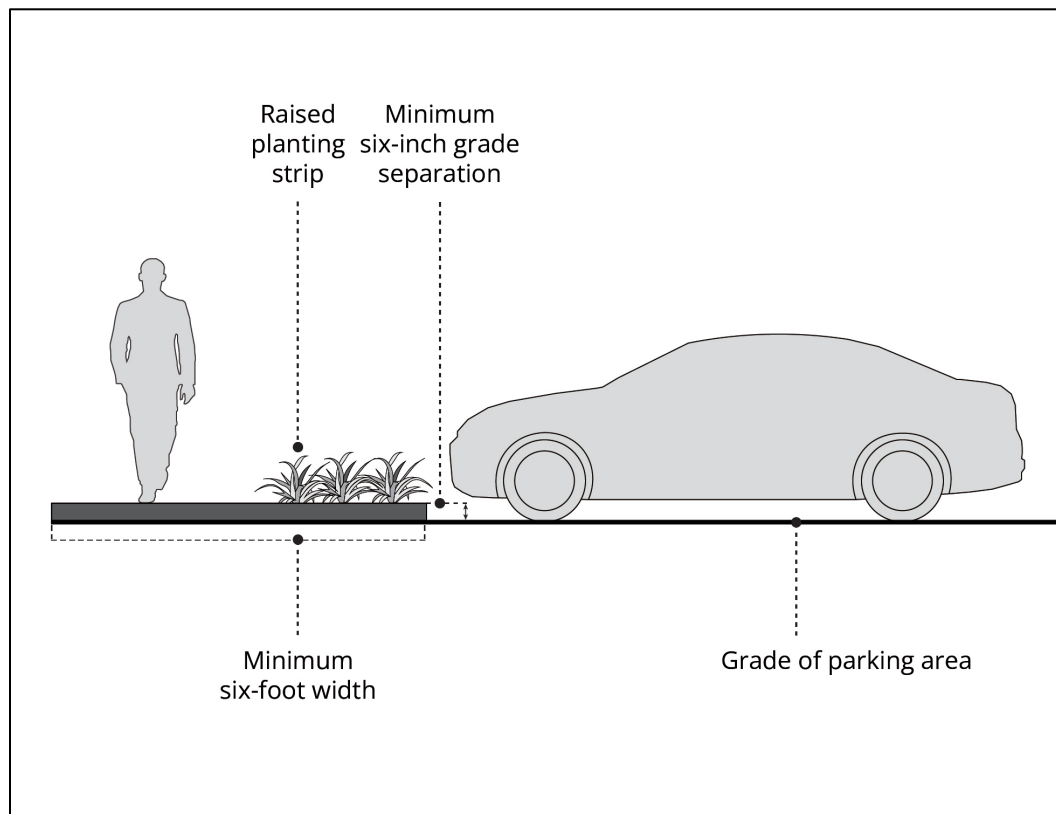 Raised
planting
strip
Minimum
six-inch grade
separation
Minimum
six-foot width
Grade of parking area